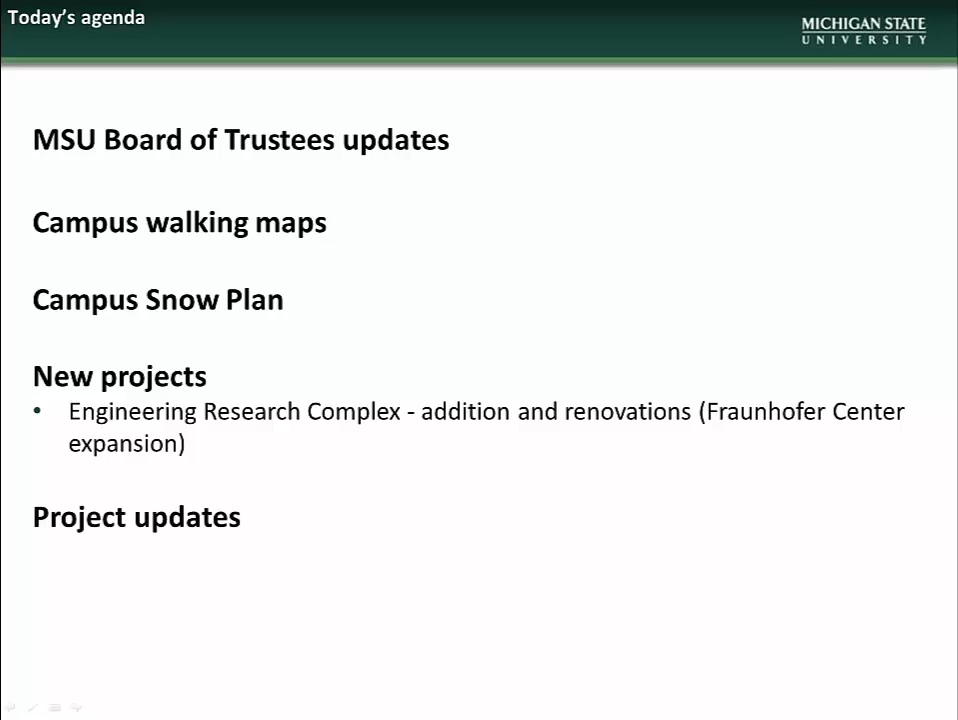 Today's agenda
MICHIGAN STATE
UNIVERSITY
MSU Board of Trustees updates
Campus walking maps
Campus Snow Plan
New projects
• Engineering Research Complex - addition and renovations (Fraunhofer Center
expansion)
Project updates